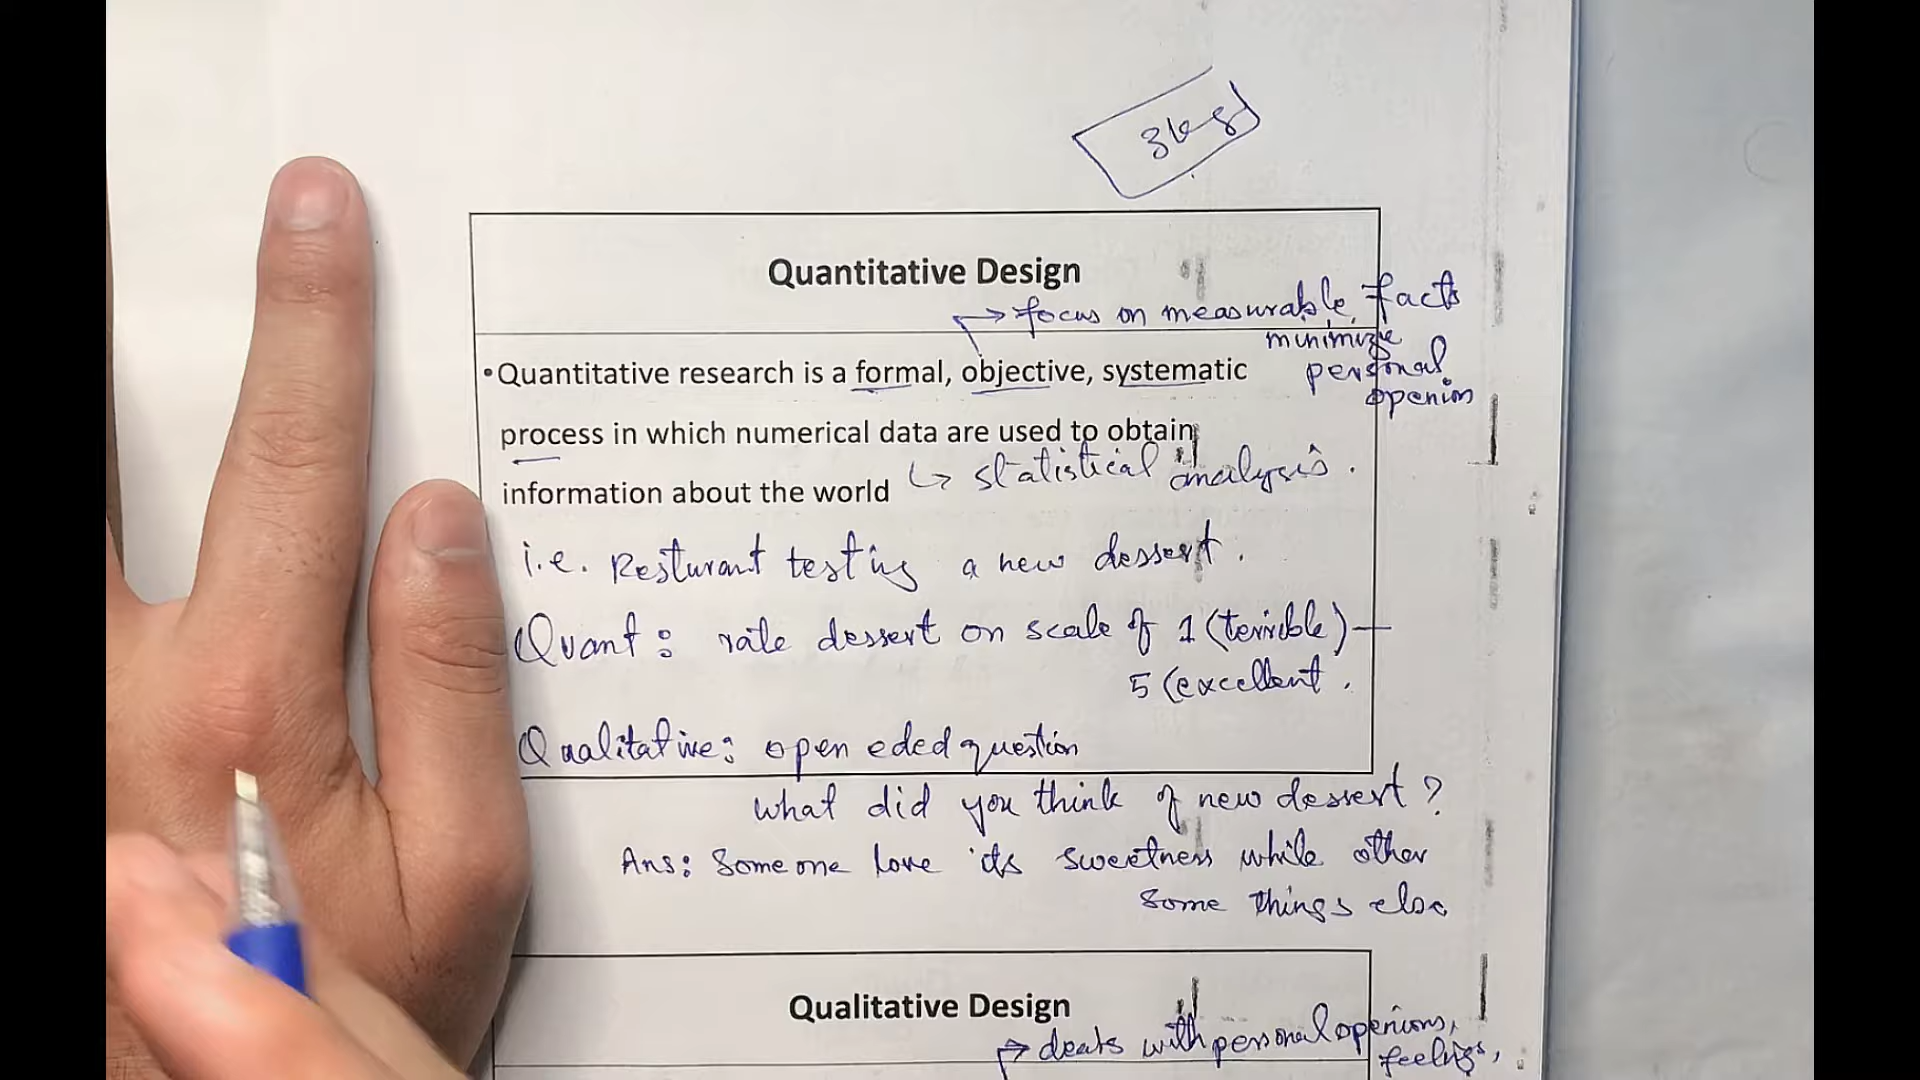 3kg
Quantitative Design
→ focus on measurable facts
minimize
•Quantitative research is a formal, objective, systematic personal
openion
process in which numerical data are used to obtain
information about the world ↳ statistical analysis.
i.e. Resturant testing a new dessert.
Quant: rate dessert on scale of 1 (terrible) —
5 (excellent.
Qualitative: open eded question
what did you think of new dessert?
Ans: Some one love its sweetness while other
some things else
Qualitative Design
→ deals with personal openions,
feelings,